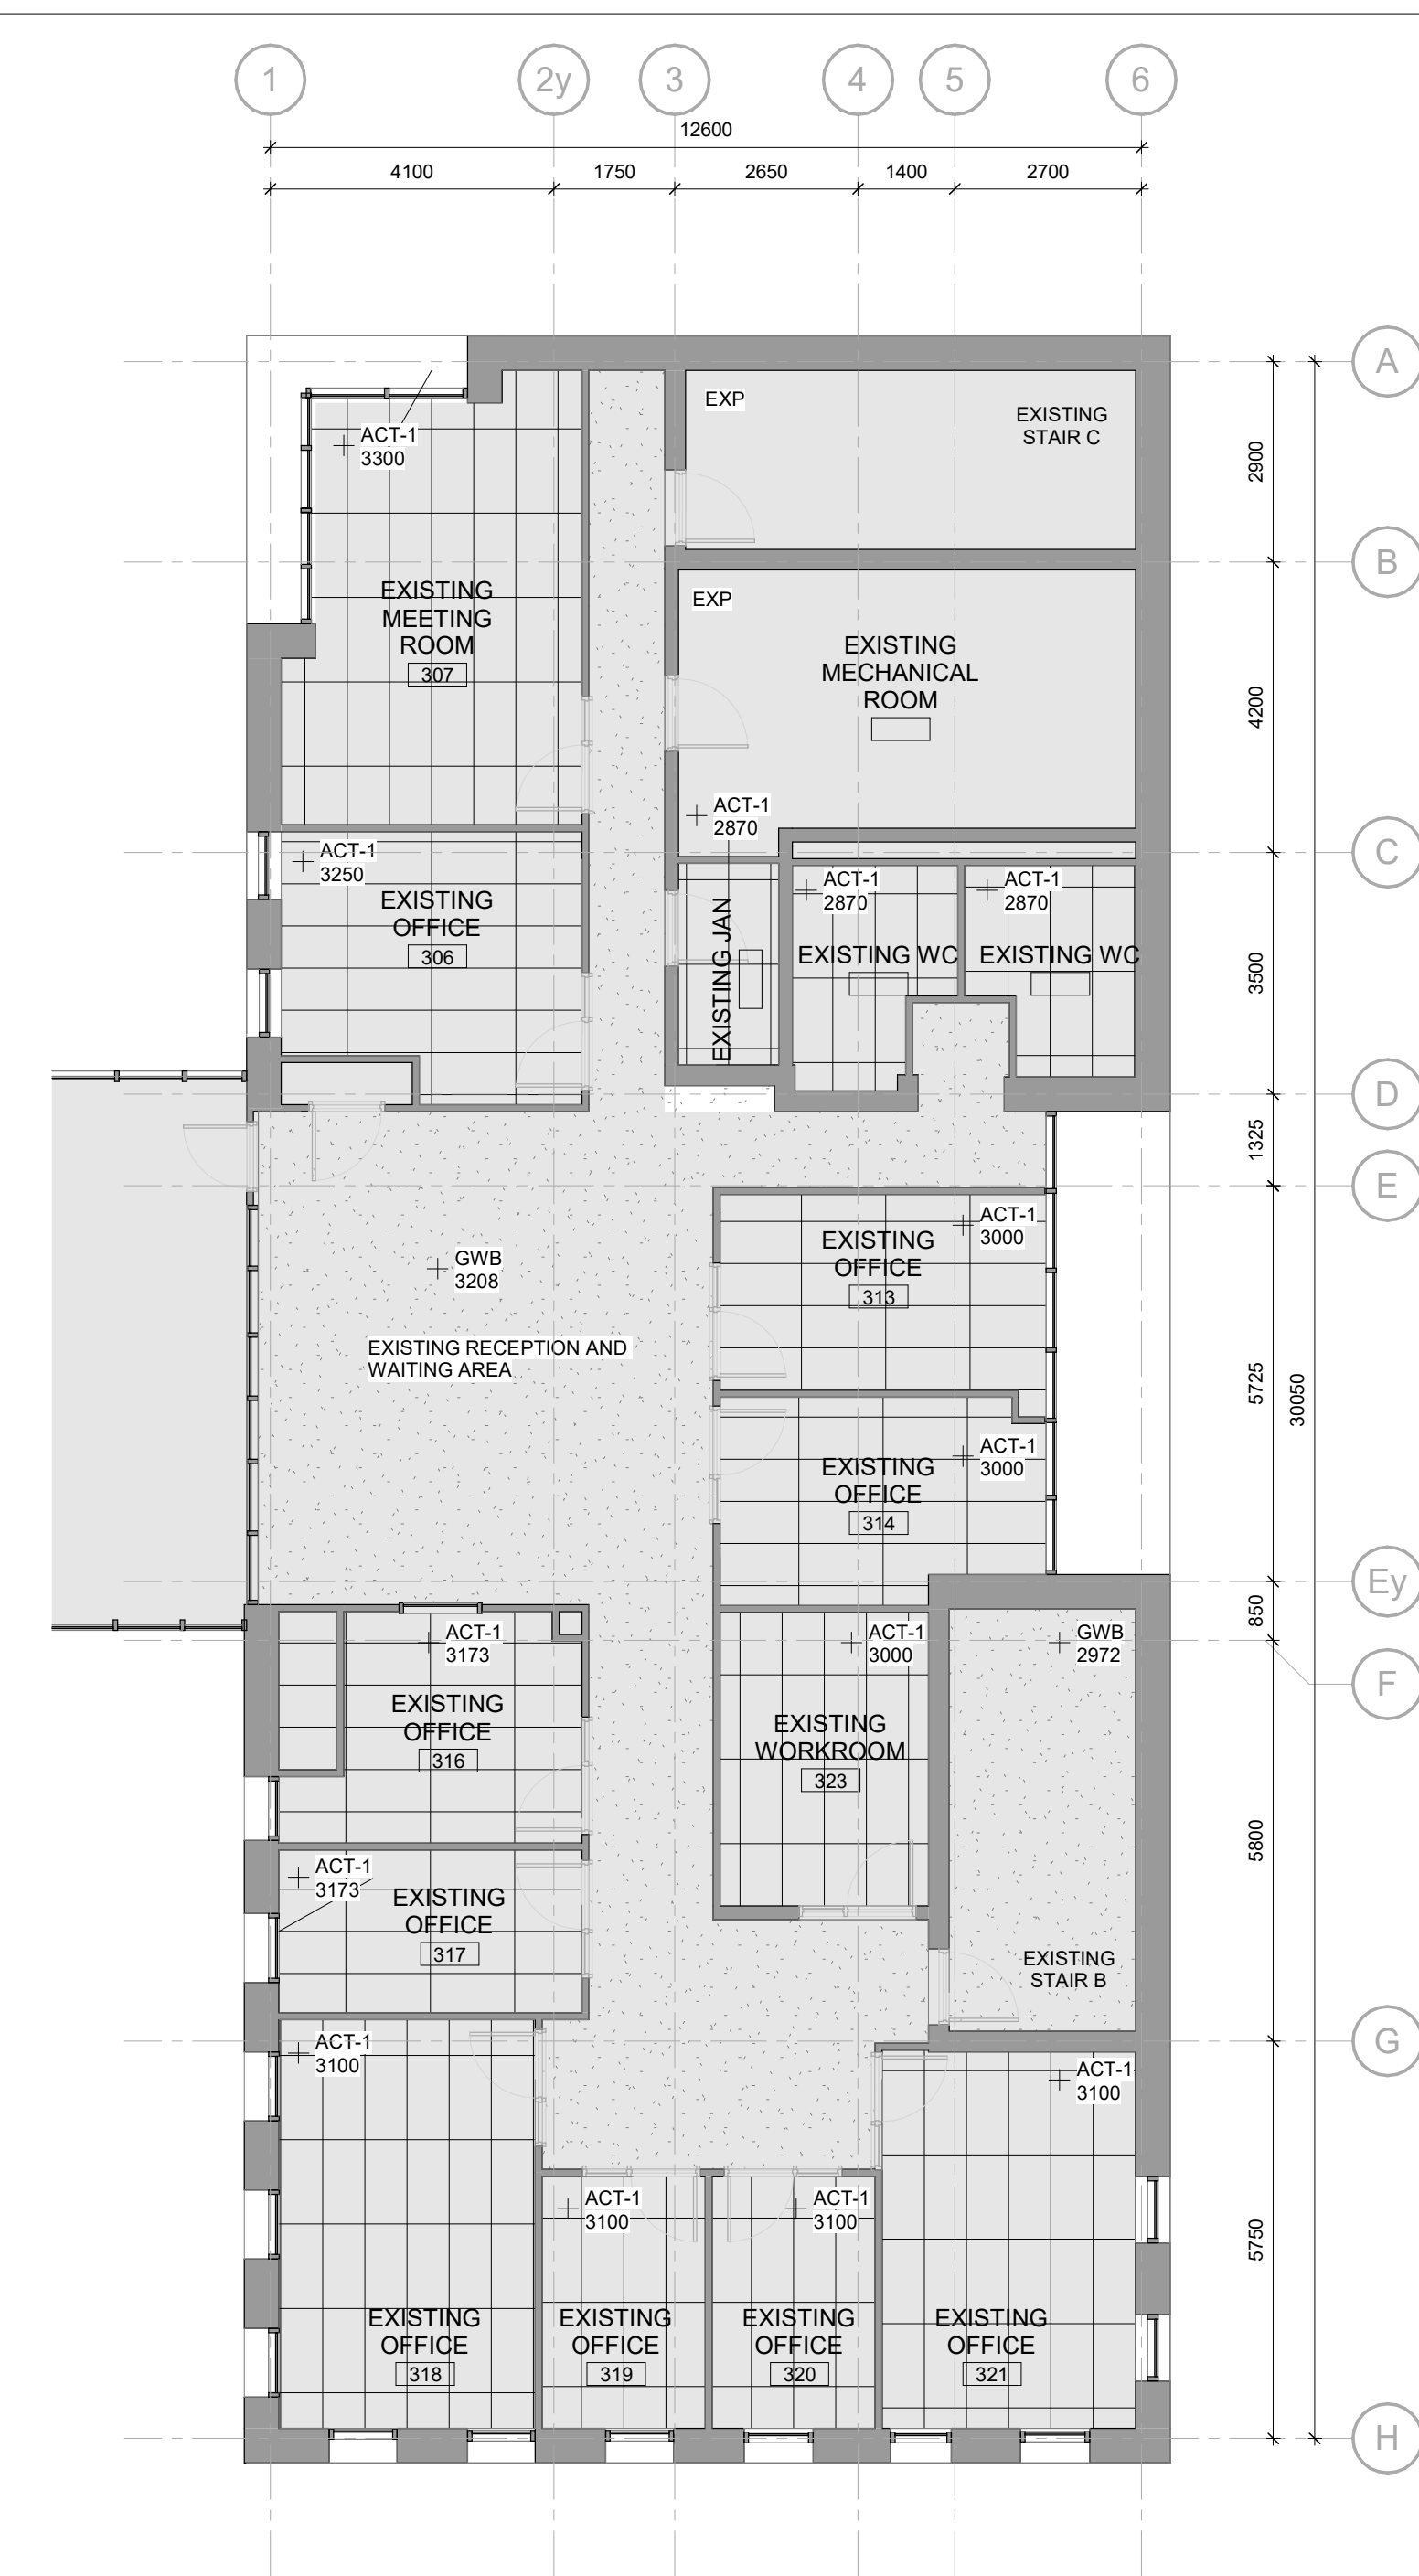 1 2y 3 4 5 6
12600
4100 1750 2650 1400 2700
A
EXP
EXISTING
STAIR C
ACT-1
3300
2900
B
EXISTING
MEETING
ROOM
307
EXP
EXISTING
MECHANICAL
ROOM
4200
ACT-1
2870
C
ACT-1
3250
EXISTING
OFFICE
306
EXISTING JAN
ACT-1
2870
EXISTING WC
ACT-1
2870
EXISTING WC
3500
D
1325
E
GWB
3208
EXISTING RECEPTION AND
WAITING AREA
ACT-1
3000
EXISTING
OFFICE
313
5725
30050
ACT-1
3000
EXISTING
OFFICE
314
Ey
850
F
ACT-1
3173
EXISTING
OFFICE
316
ACT-1
3000
EXISTING
WORKROOM
323
GWB
2972
5800
ACT-1
3173
EXISTING
OFFICE
317
EXISTING
STAIR B
G
ACT-1
3100
ACT-1
3100
ACT-1
3100
ACT-1
3100
5750
EXISTING
OFFICE
318
EXISTING
OFFICE
319
EXISTING
OFFICE
320
EXISTING
OFFICE
321
H